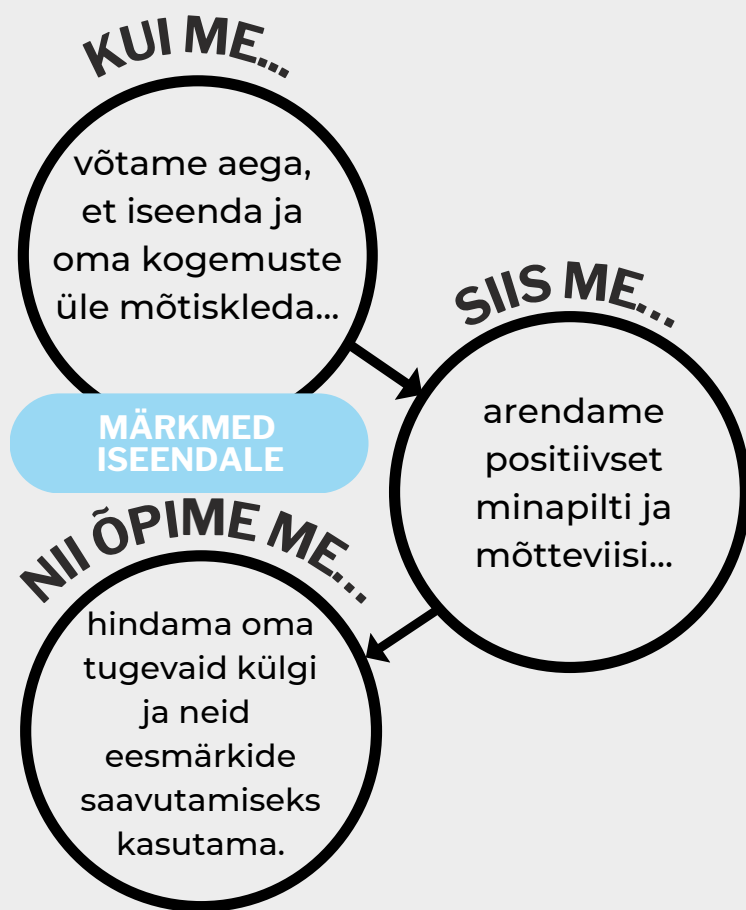 KUI ME...
võtame aega,
et iseenda ja
oma kogemuste
üle mõtiskleda...
SIIS ME...
arendame
positiivset
minapilti ja
mõtteviisi...
MÄRKMED
ISEENDALE
NII ÕPIME ME...
hindama oma
tugevaid külgi
ja neid
eesmärkide
saavutamiseks
kasutama.